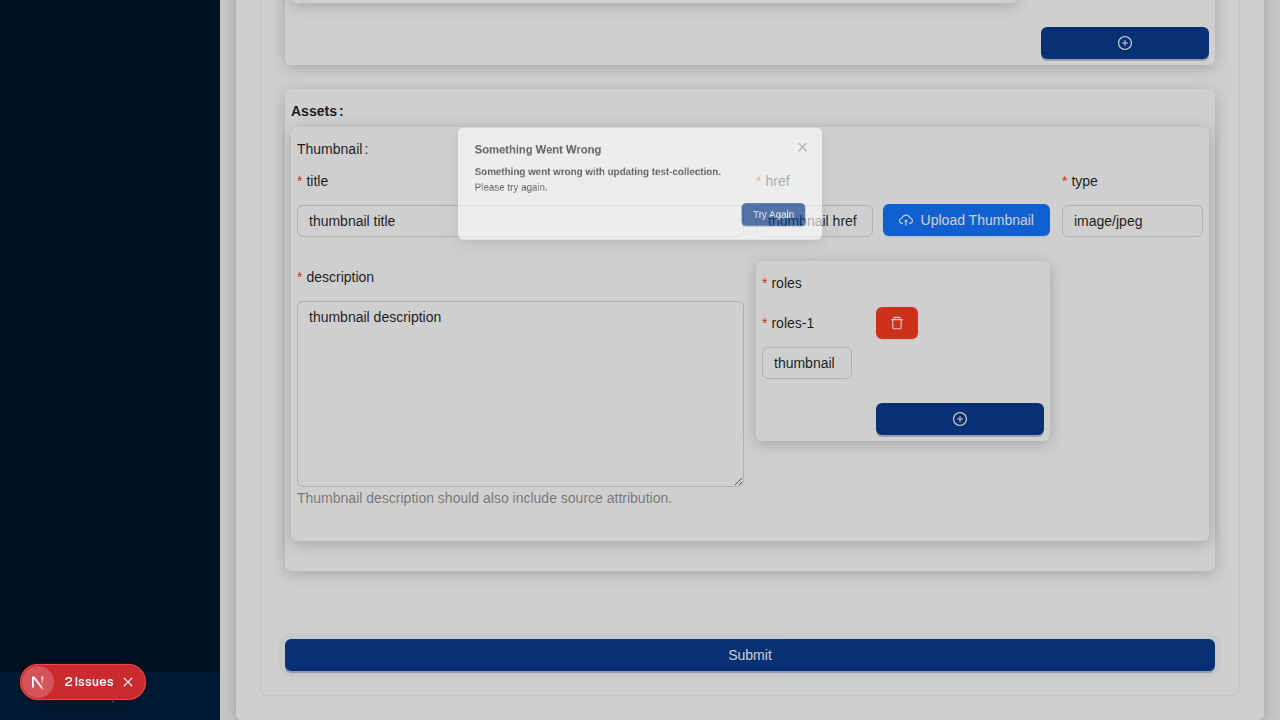 Assets:
Thumbnail:
Something Went Wrong
Something went wrong with updating test-collection.
Please try again.
Try Again
* title
* href
* type
thumbnail title
thumbnail href
Upload Thumbnail
image/jpeg
* description
* roles
thumbnail description
* roles-1
thumbnail
Thumbnail description should also include source attribution.
Submit
N
2 Issues